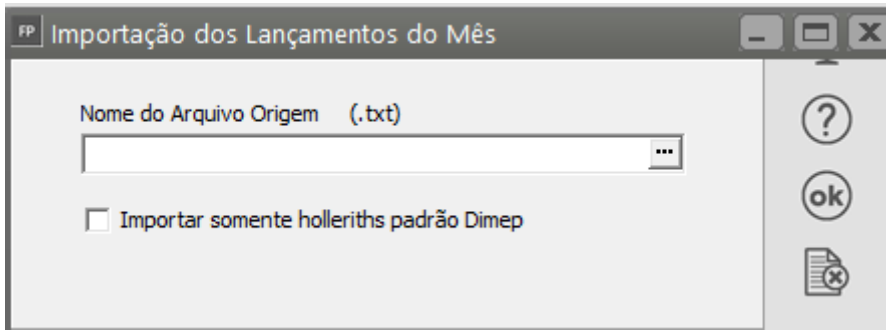 FP Importação dos Lançamentos do Mês
Nome do Arquivo Origem (.txt)
...
Importar somente holleriths padrão Dimep
?
ok